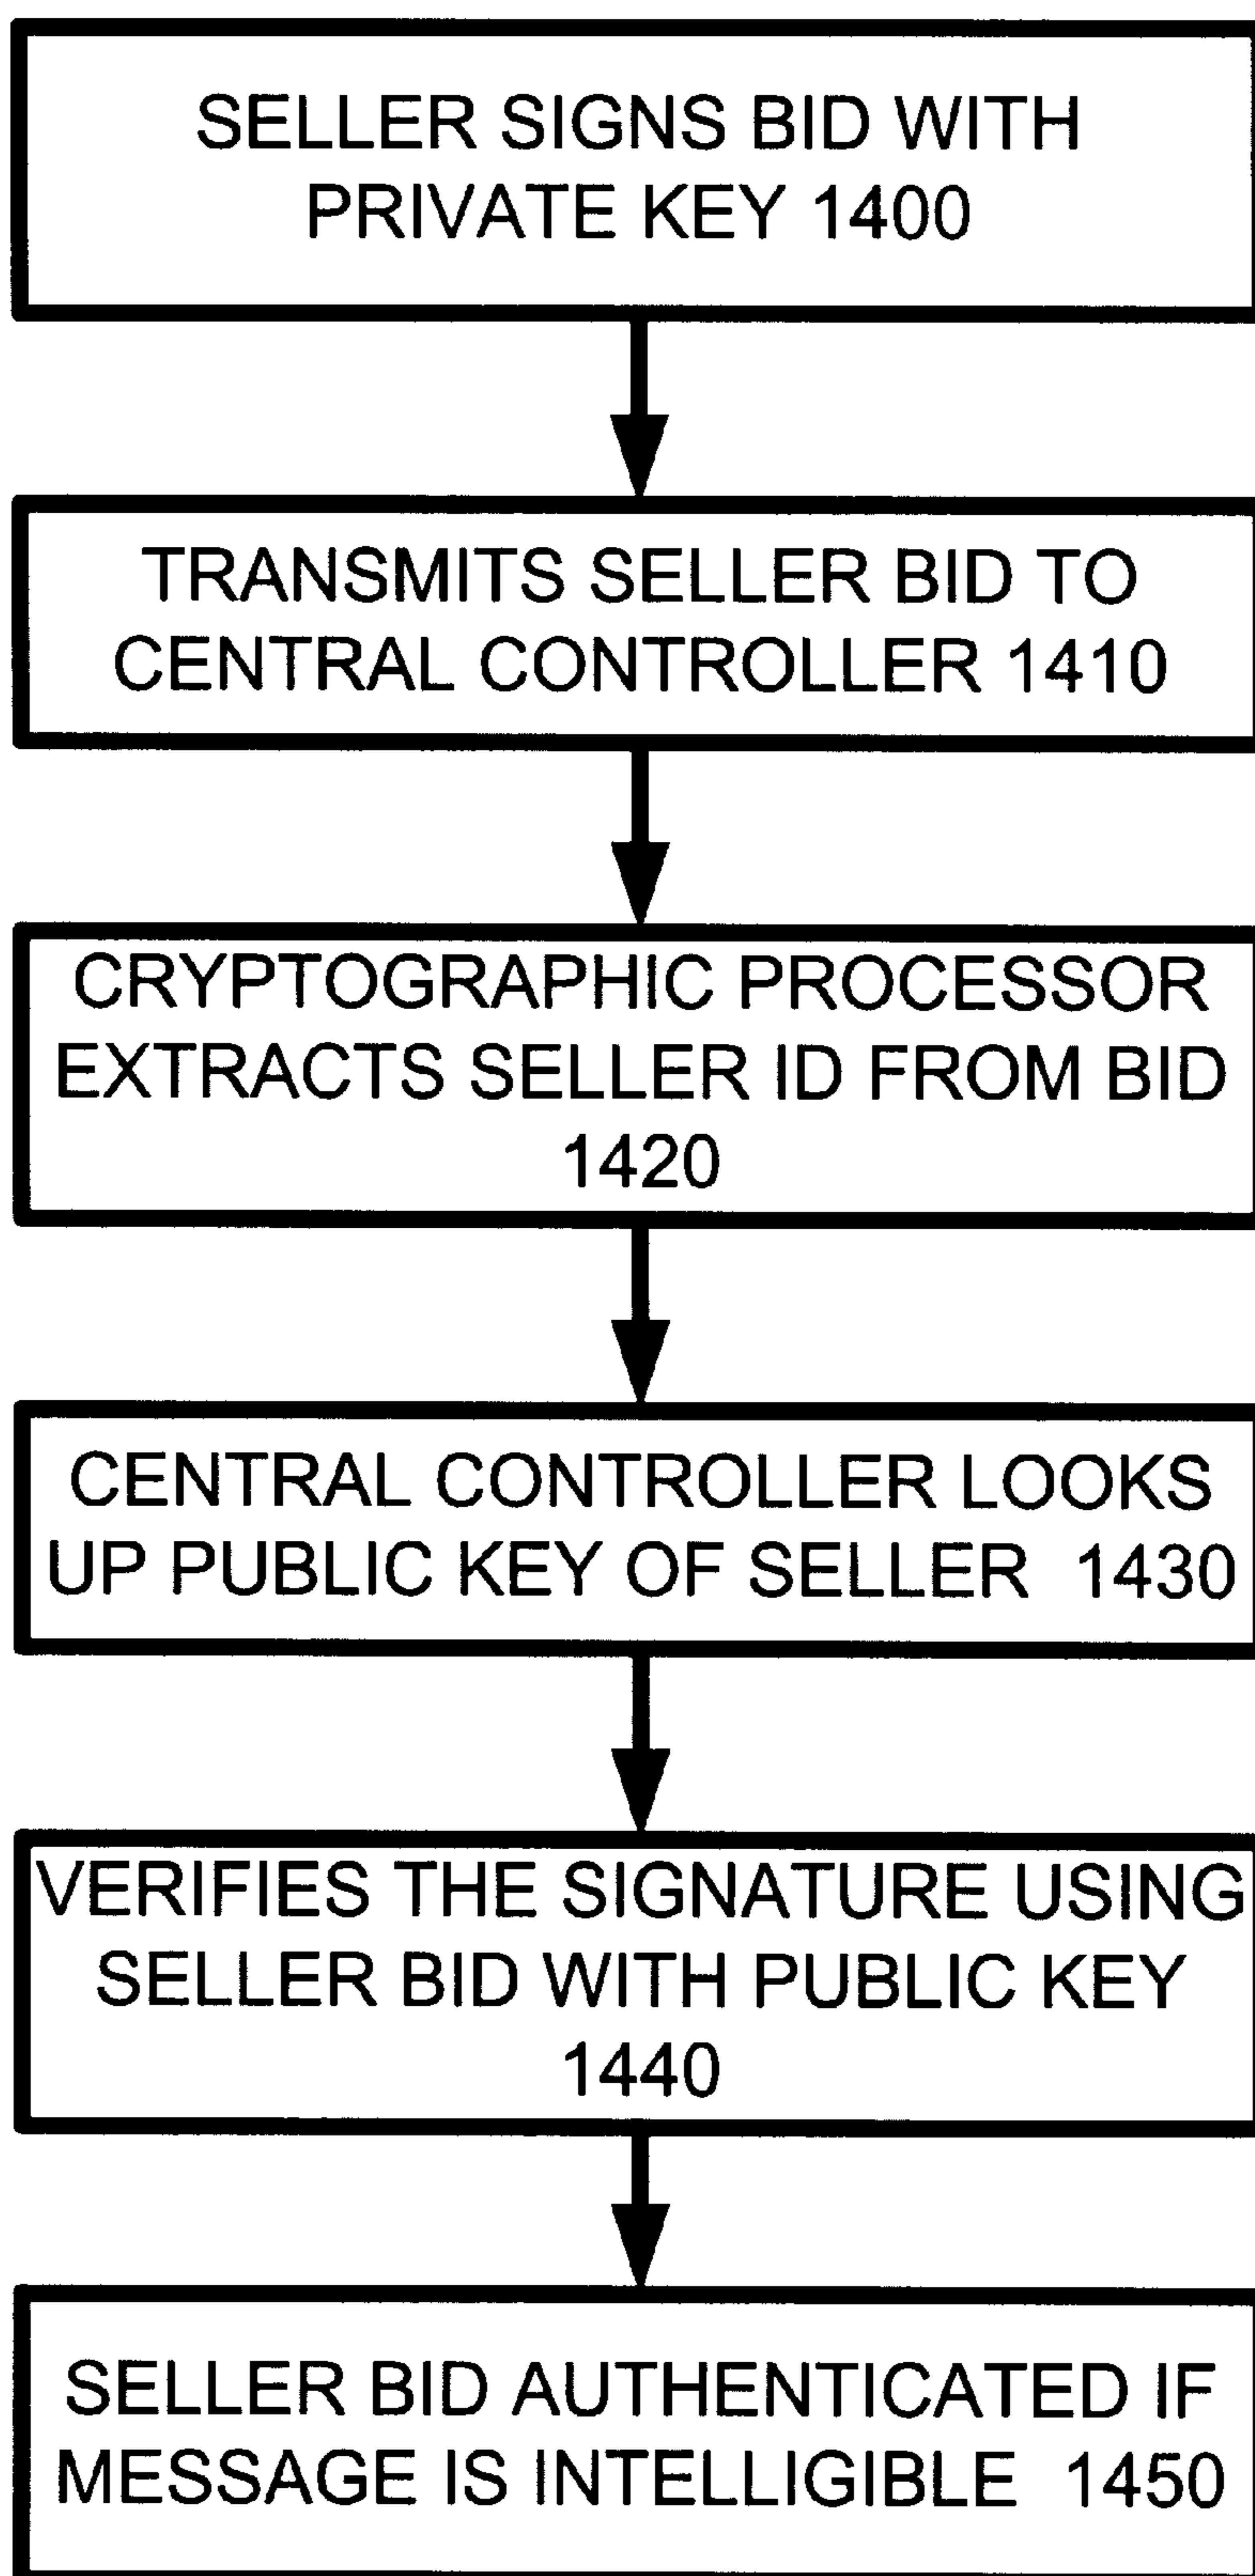 SELLER SIGNS BID WITH
PRIVATE KEY 1400
TRANSMITS SELLER BID TO
CENTRAL CONTROLLER 1410
CRYPTOGRAPHIC PROCESSOR
EXTRACTS SELLER ID FROM BID
1420
CENTRAL CONTROLLER LOOKS
UP PUBLIC KEY OF SELLER 1430
VERIFIES THE SIGNATURE USING
SELLER BID WITH PUBLIC KEY
1440
SELLER BID AUTHENTICATED IF
MESSAGE IS INTELLIGIBLE 1450